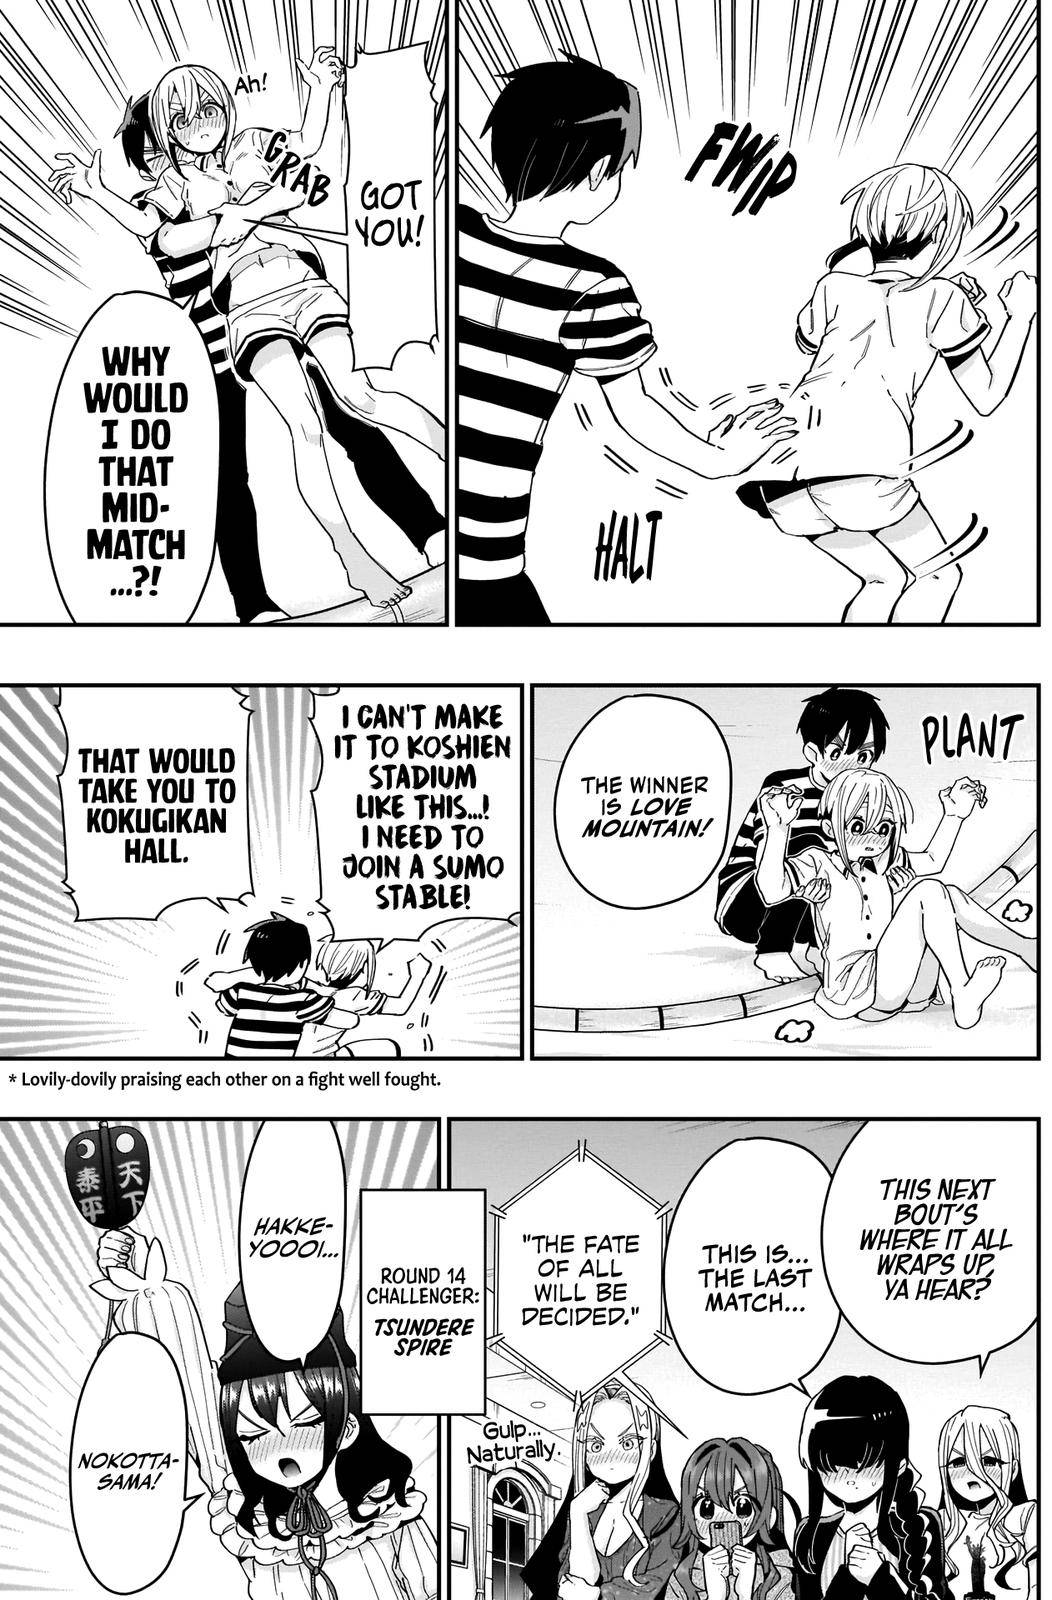 FWIP
HALT
Ah!
GRAB
GOT
YOU!
WHY
WOULD
I DO
THAT
MID-
MATCH
...?!
PLANT
THE WINNER
IS LOVE
MOUNTAIN!
I CAN'T MAKE
IT TO KOSHIEN
STADIUM
LIKE THIS...!
I NEED TO
JOIN A SUMO
STABLE!
THAT WOULD
TAKE YOU TO
KOKUGIKAN
HALL.
* Lovily-dovily praising each other on a fight well fought.
THIS NEXT
BOUT'S
WHERE IT ALL
WRAPS UP,
YA HEAR?
THIS IS...
THE LAST
MATCH...
"THE FATE
OF ALL
WILL BE
DECIDED."
Gulp...
Naturally.
ROUND 14
CHALLENGER:
TSUNDERE
SPIRE
天下
泰平
HAKKE-
YOOOI...
NOKOTTA-
SAMA!